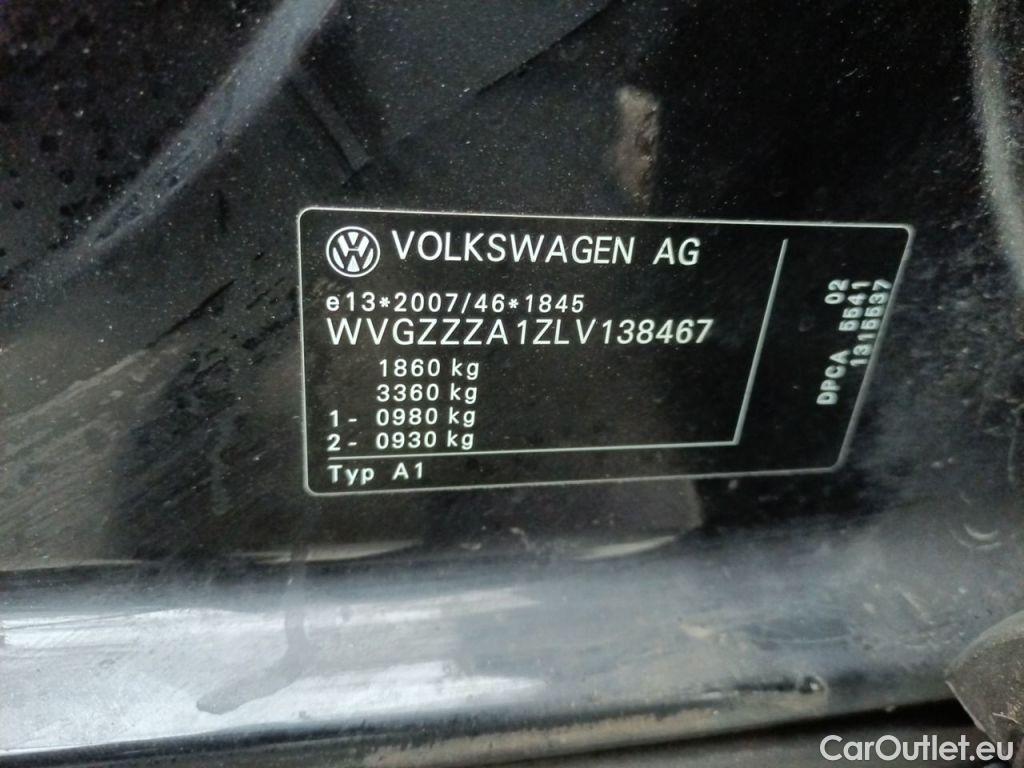 VOLKSWAGEN AG
e13*2007/46*1845
WVGZZZA1ZLV138467
1860 kg
3360 kg
1- 0980 kg
2- 0930 kg
Typ A1
02
DPCA 5541
1315537
CarOutlet.eu